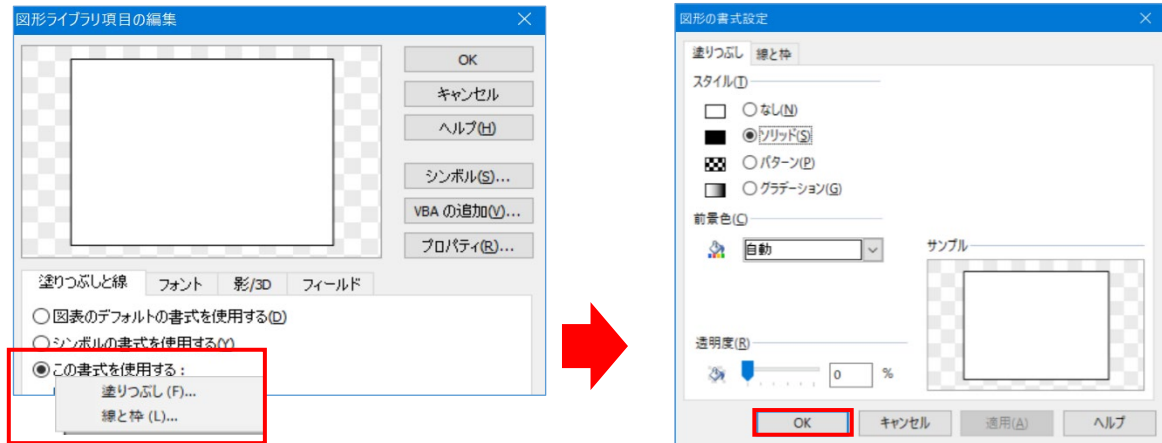 図形ライブラリ項目の編集
OK
キャンセル
ヘルプ(H)
シンボル(S)...
VBA の追加(V)...
プロパティ(R)...
塗りつぶしと線 フォント 影/3D フィールド
図表のデフォルトの書式を使用する(D)
シンボルの書式を使用する(Y)
この書式を使用する :
塗りつぶし (F)...
線と枠 (L)...
図形の書式設定
塗りつぶし 線と枠
スタイル(T)
なし(N)
ソリッド(S)
パターン(P)
グラデーション(G)
前景色(C)
自動
サンプル
透明度(R)
0 %
OK キャンセル 適用(A) ヘルプ